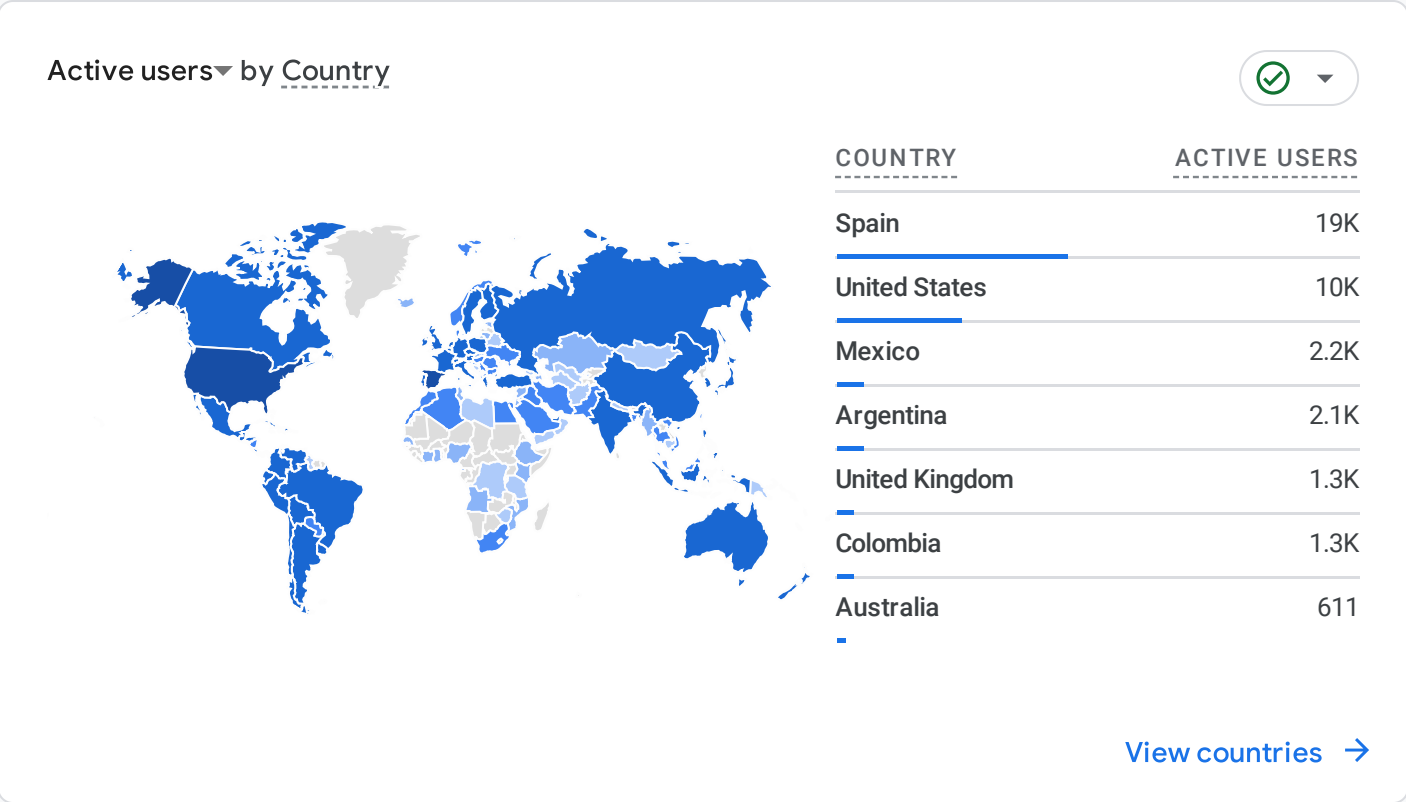 Active users by Country
COUNTRY ACTIVE USERS
Spain 19K
United States 10K
Mexico 2.2K
Argentina 2.1K
United Kingdom 1.3K
Colombia 1.3K
Australia 611
View countries